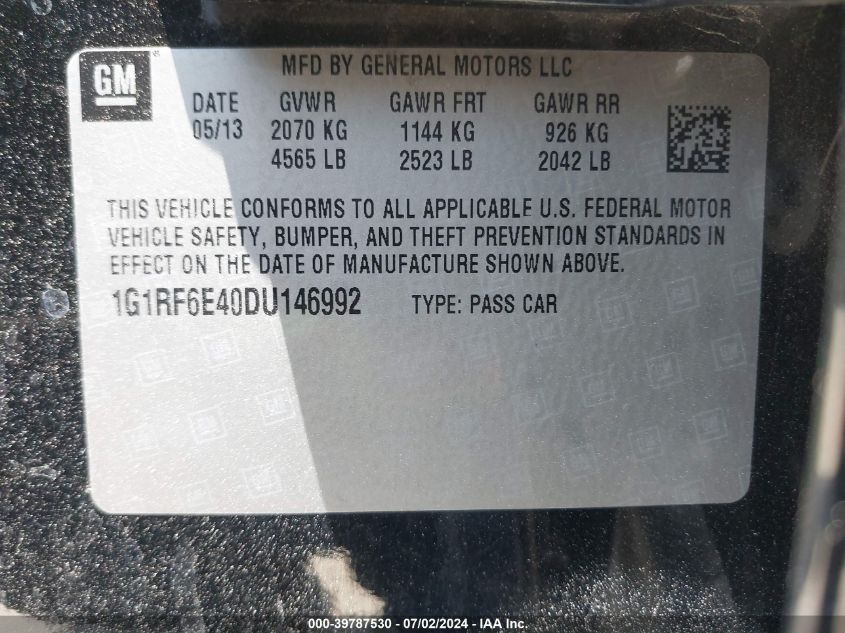 GM
MFD BY GENERAL MOTORS LLC
DATE GVWR GAWR FRT GAWR RR
05/13 2070 KG 1144 KG 926 KG
4565 LB 2523 LB 2042 LB
THIS VEHICLE CONFORMS TO ALL APPLICABLE U.S. FEDERAL MOTOR
VEHICLE SAFETY, BUMPER, AND THEFT PREVENTION STANDARDS IN
EFFECT ON THE DATE OF MANUFACTURE SHOWN ABOVE.
1G1RF6E40DU146992 TYPE: PASS CAR
000-39787530 - 07/02/2024 - IAA Inc.